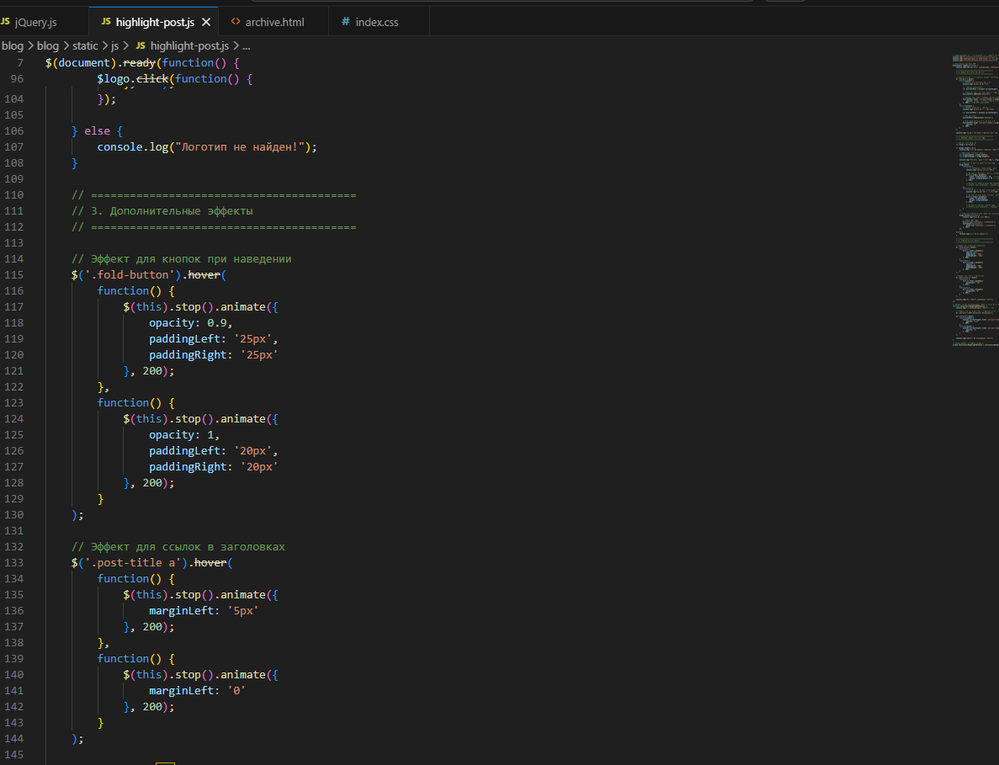 JS jQuery.js JS highlight-post.js × <> archive.html # index.css
blog > blog > static > js > JS highlight-post.js > ...
7 $(document).ready(function() {
96 $logo.click(function() {
104 });
105
106 } else {
107 console.log("Логотип не найден!");
108 }
109
110 // =========================================
111 // 3. Дополнительные эффекты
112 // =========================================
113
114 // Эффект для кнопок при наведении
115 $('.fold-button').hover(
116 function() {
117 $(this).stop().animate({
118 opacity: 0.9,
119 paddingLeft: '25px',
120 paddingRight: '25px'
121 }, 200);
122 },
123 function() {
124 $(this).stop().animate({
125 opacity: 1,
126 paddingLeft: '20px',
127 paddingRight: '20px'
128 }, 200);
129 }
130 );
131
132 // Эффект для ссылок в заголовках
133 $('.post-title a').hover(
134 function() {
135 $(this).stop().animate({
136 marginLeft: '5px'
137 }, 200);
138 },
139 function() {
140 $(this).stop().animate({
141 marginLeft: '0'
142 }, 200);
143 }
144 );
145